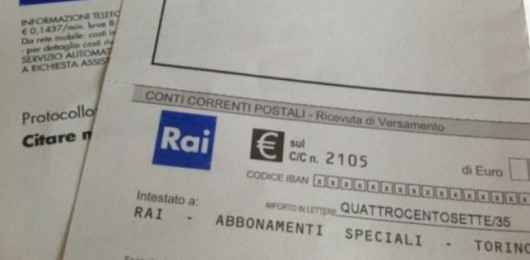 INFORMAZIONI TELEFO
€ 0,1437/min.
Da rete mobile: costi
- per dettaglio costi
SERVIZIO AUTOMAT
A RICHIESTA ASSIS
Protocollo
Citare
CONTI CORRENTI POSTALI - Ricevuta di Versamento
Rai
€ sul
C/C n. 2105
di Euro
CODICE IBAN X X X X X X X X X X X X X X X X
IMPORTO IN LETTERE QUATTROCENTOSETTE/35
Intestato a:
RAI - ABBONAMENTI SPECIALI - TORINO